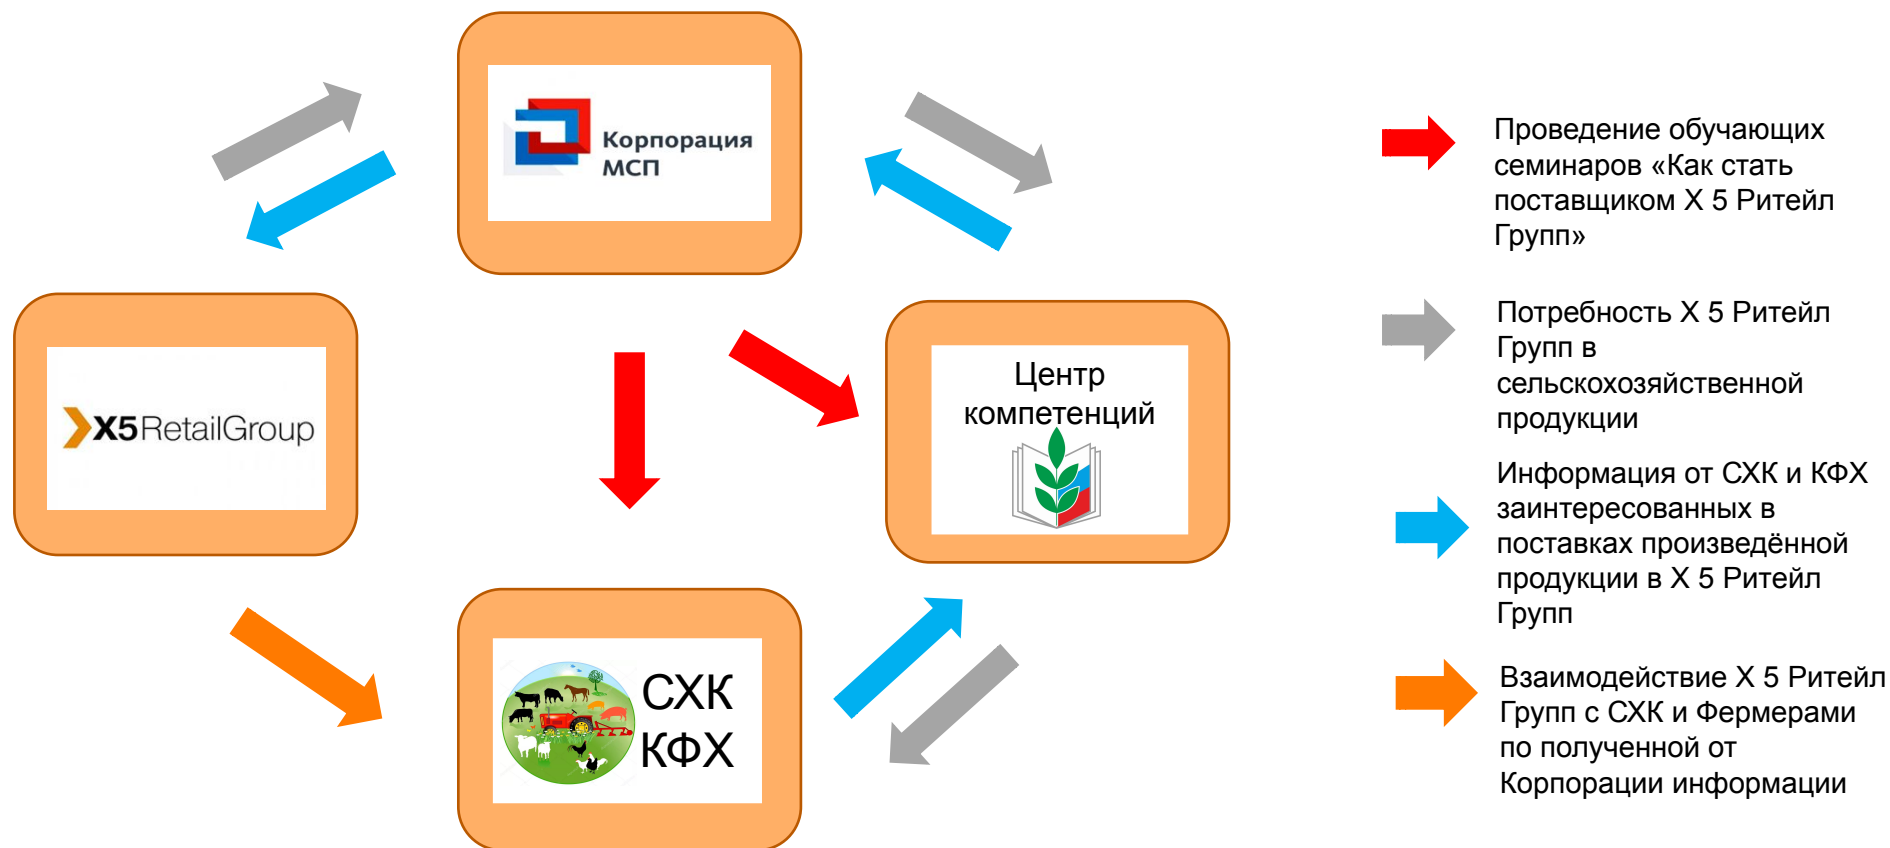 Корпорация
МСП
X5RetailGroup
Центр
компетенций
СХК
КФХ
Проведение обучающих
семинаров «Как стать
поставщиком Х 5 Ритейл
Групп»
Потребность Х 5 Ритейл
Групп в
сельскохозяйственной
продукции
Информация от СХК и КФХ
заинтересованных в
поставках произведённой
продукции в Х 5 Ритейл
Групп
Взаимодействие Х 5 Ритейл
Групп с СХК и Фермерами
по полученной от
Корпорации информации